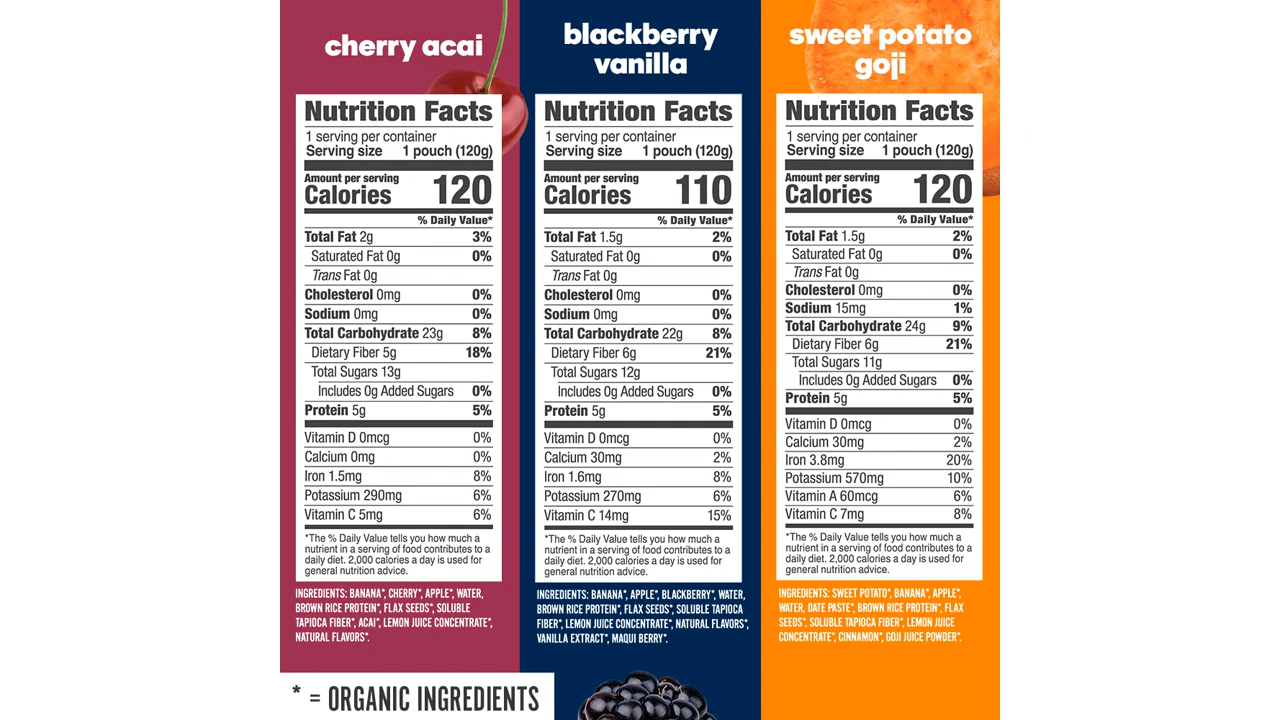 cherry acai
Nutrition Facts
1 serving per container
Serving size 1 pouch (120g)
Amount per serving
Calories 120
% Daily Value*
Total Fat 2g 3%
Saturated Fat 0g 0%
Trans Fat 0g
Cholesterol 0mg 0%
Sodium 0mg 0%
Total Carbohydrate 23g 8%
Dietary Fiber 5g 18%
Total Sugars 13g
Includes 0g Added Sugars 0%
Protein 5g 5%
Vitamin D 0mcg 0%
Calcium 0mg 0%
Iron 1.5mg 8%
Potassium 290mg 6%
Vitamin C 5mg 6%
*The % Daily Value tells you how much a
nutrient in a serving of food contributes to a
daily diet. 2,000 calories a day is used for
general nutrition advice.
INGREDIENTS: BANANA*, CHERRY*, APPLE*, WATER,
BROWN RICE PROTEIN*, FLAX SEEDS*, SOLUBLE
TAPIOCA FIBER*, ACAI*, LEMON JUICE CONCENTRATE*,
NATURAL FLAVORS*.
blackberry
vanilla
Nutrition Facts
1 serving per container
Serving size 1 pouch (120g)
Amount per serving
Calories 110
% Daily Value*
Total Fat 1.5g 2%
Saturated Fat 0g 0%
Trans Fat 0g
Cholesterol 0mg 0%
Sodium 0mg 0%
Total Carbohydrate 22g 8%
Dietary Fiber 6g 21%
Total Sugars 12g
Includes 0g Added Sugars 0%
Protein 5g 5%
Vitamin D 0mcg 0%
Calcium 30mg 2%
Iron 1.6mg 8%
Potassium 270mg 6%
Vitamin C 14mg 15%
*The % Daily Value tells you how much a
nutrient in a serving of food contributes to a
daily diet. 2,000 calories a day is used for
general nutrition advice.
INGREDIENTS: BANANA*, APPLE*, BLACKBERRY*, WATER,
BROWN RICE PROTEIN*, FLAX SEEDS*, SOLUBLE TAPIOCA
FIBER*, LEMON JUICE CONCENTRATE*, NATURAL FLAVORS*,
VANILLA EXTRACT*, MAQUI BERRY*.
sweet potato
goji
Nutrition Facts
1 serving per container
Serving size 1 pouch (120g)
Amount per serving
Calories 120
% Daily Value*
Total Fat 1.5g 2%
Saturated Fat 0g 0%
Trans Fat 0g
Cholesterol 0mg 0%
Sodium 15mg 1%
Total Carbohydrate 24g 9%
Dietary Fiber 6g 21%
Total Sugars 11g
Includes 0g Added Sugars 0%
Protein 5g 5%
Vitamin D 0mcg 0%
Calcium 30mg 2%
Iron 3.8mg 20%
Potassium 570mg 10%
Vitamin A 60mcg 6%
Vitamin C 7mg 8%
*The % Daily Value tells you how much a
nutrient in a serving of food contributes to a
daily diet. 2,000 calories a day is used for
general nutrition advice.
INGREDIENTS: SWEET POTATO*, BANANA*, APPLE*,
WATER, DATE PASTE*, BROWN RICE PROTEIN*, FLAX
SEEDS*, SOLUBLE TAPIOCA FIBER*, LEMON JUICE
CONCENTRATE*, CINNAMON*, GOJI JUICE POWDER*.
* = ORGANIC INGREDIENTS